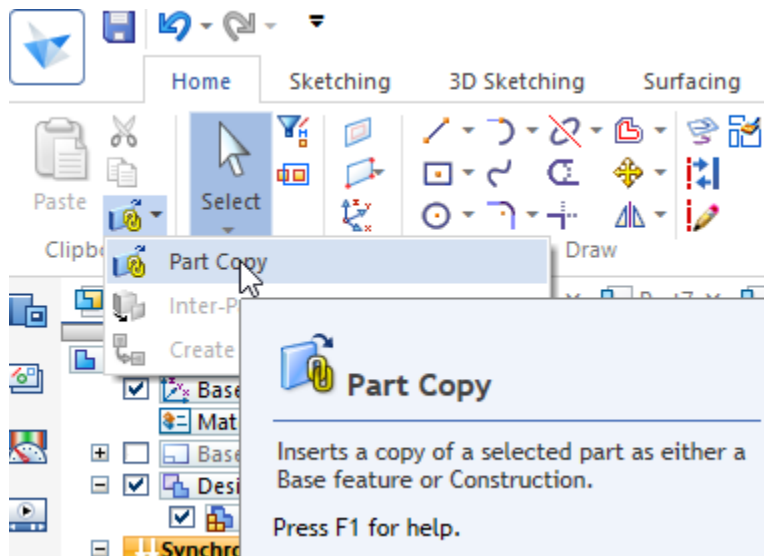 Home Sketching 3D Sketching Surfacing
Paste
Select
Draw
Part Copy
Create
Part Copy
Inserts a copy of a selected part as either a
Base feature or Construction.
Press F1 for help.